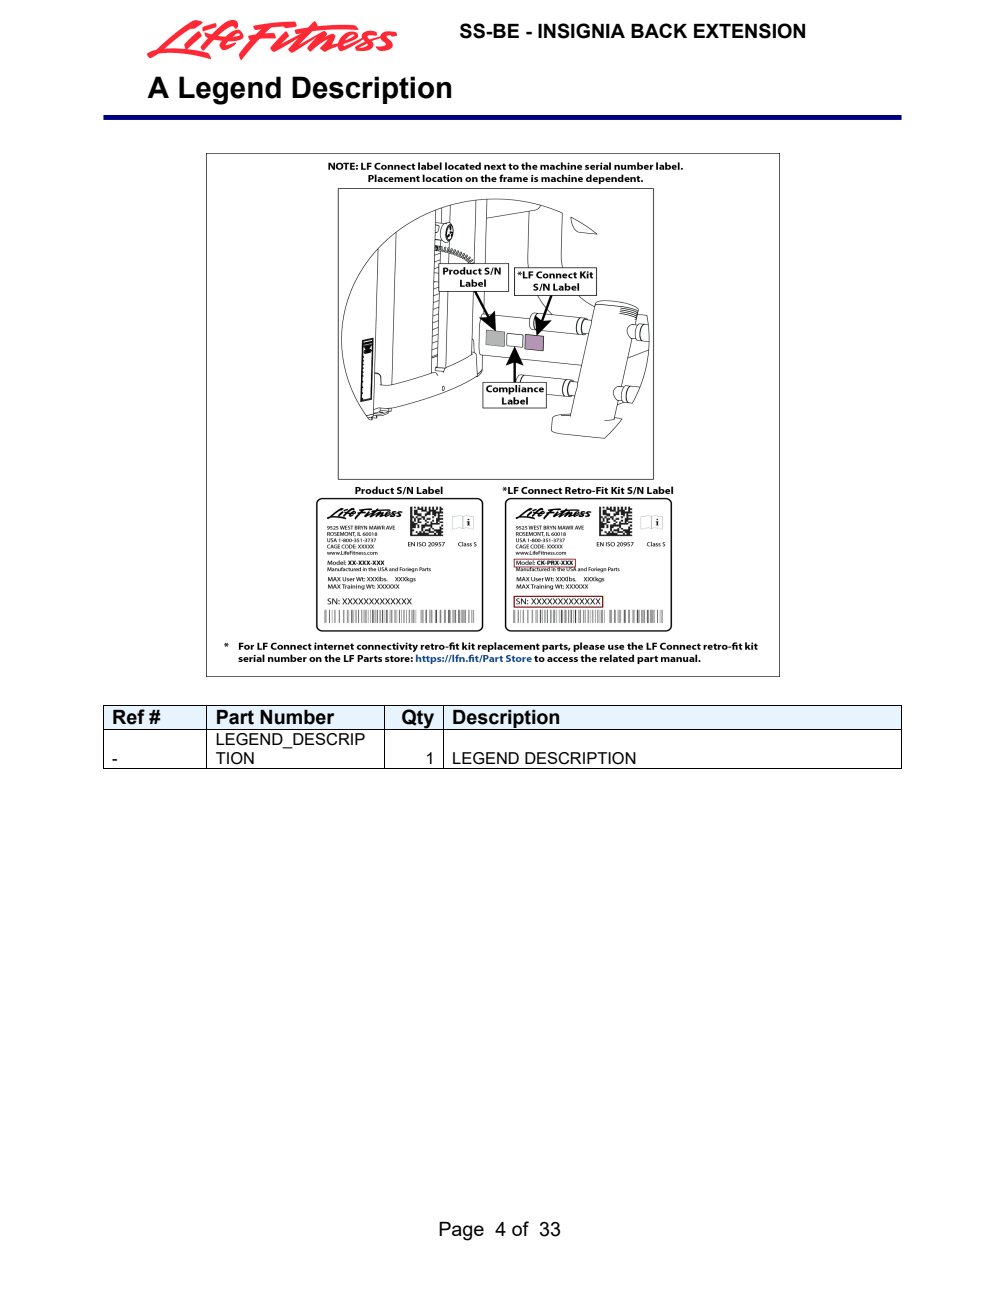 Life Fitness
SS-BE - INSIGNIA BACK EXTENSION
A Legend Description
NOTE: LF Connect label located next to the machine serial number label.
Placement location on the frame is machine dependent.
Product S/N
Label
*LF Connect Kit
S/N Label
Compliance
Label
Product S/N Label
Life Fitness
9525 WEST BRYN MAWR AVE
ROSEMONT, IL 60018
USA 1-800-351-3737
CAGE CODE: XXXXX
www.LifeFitness.com
EN ISO 20957 Class S
Model: XX-XXX-XXX
Manufactured in the USA and Foriegn Parts
MAX User Wt: XXXlbs. XXXkgs
MAX Training Wt: XXXXXX
SN: XXXXXXXXXXXXX
*LF Connect Retro-Fit Kit S/N Label
Life Fitness
9525 WEST BRYN MAWR AVE
ROSEMONT, IL 60018
USA 1-800-351-3737
CAGE CODE: XXXXX
www.LifeFitness.com
EN ISO 20957 Class S
Model: CK-PRX-XXX
Manufactured in the USA and Foriegn Parts
MAX User Wt: XXXlbs. XXXkgs
MAX Training Wt: XXXXXX
SN: XXXXXXXXXXXXX
* For LF Connect internet connectivity retro-fit kit replacement parts, please use the LF Connect retro-fit kit
serial number on the LF Parts store: https://lfn.fit/Part Store to access the related part manual.
Ref # Part Number Qty Description
- LEGEND_DESCRIP
TION 1 LEGEND DESCRIPTION
Page 4 of 33